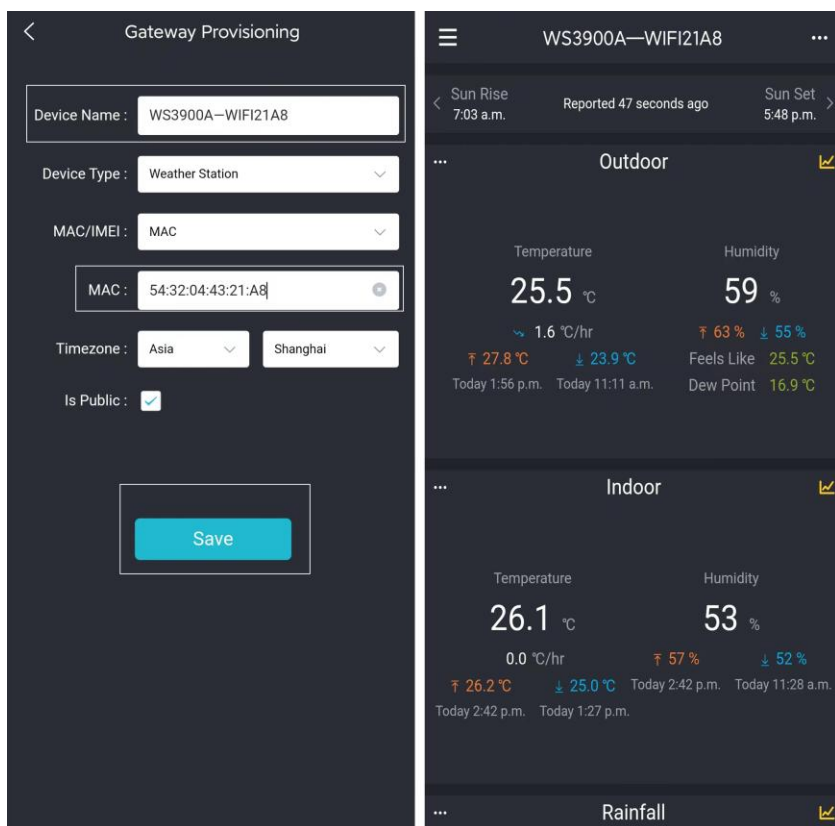 Gateway Provisioning
Device Name : WS3900A—WIFI21A8
Device Type : Weather Station
MAC/IMEI : MAC
MAC : 54:32:04:43:21:A8
Timezone : Asia Shanghai
Is Public :
Save
WS3900A—WIFI21A8
Sun Rise Sun Set
Reported 47 seconds ago
7:03 a.m. 5:48 p.m.
Outdoor
Temperature Humidity
25.5 ℃ 59 %
1.6 ℃/hr 63 % 55 %
27.8 ℃ 23.9 ℃ Feels Like 25.5 ℃
Today 1:56 p.m. Today 11:11 a.m. Dew Point 16.9 ℃
Indoor
Temperature Humidity
26.1 ℃ 53 %
0.0 ℃/hr 57 % 52 %
26.2 ℃ 25.0 ℃ Today 2:42 p.m. Today 11:28 a.m.
Today 2:42 p.m. Today 1:27 p.m.
Rainfall